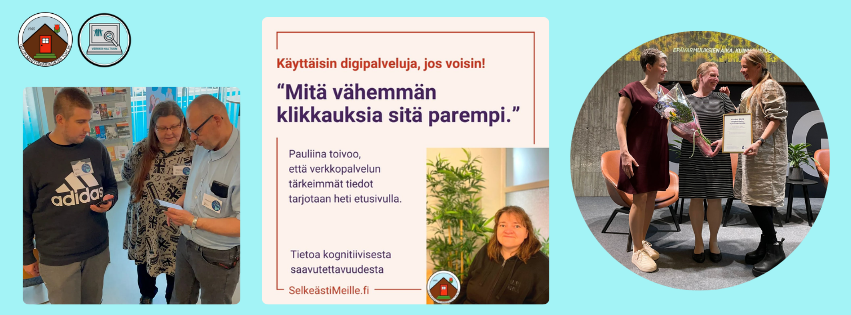 Käyttäisin digipalveluja, jos voisin!
“Mitä vähemmän
klikkauksia sitä parempi.”
Pauliina toivoo,
että verkkopalvelun
tärkeimmät tiedot
tarjotaan heti etusivulla.
Tietoa kognitiivisesta
saavutettavuudesta
SelkeästiMeille.fi
adidas